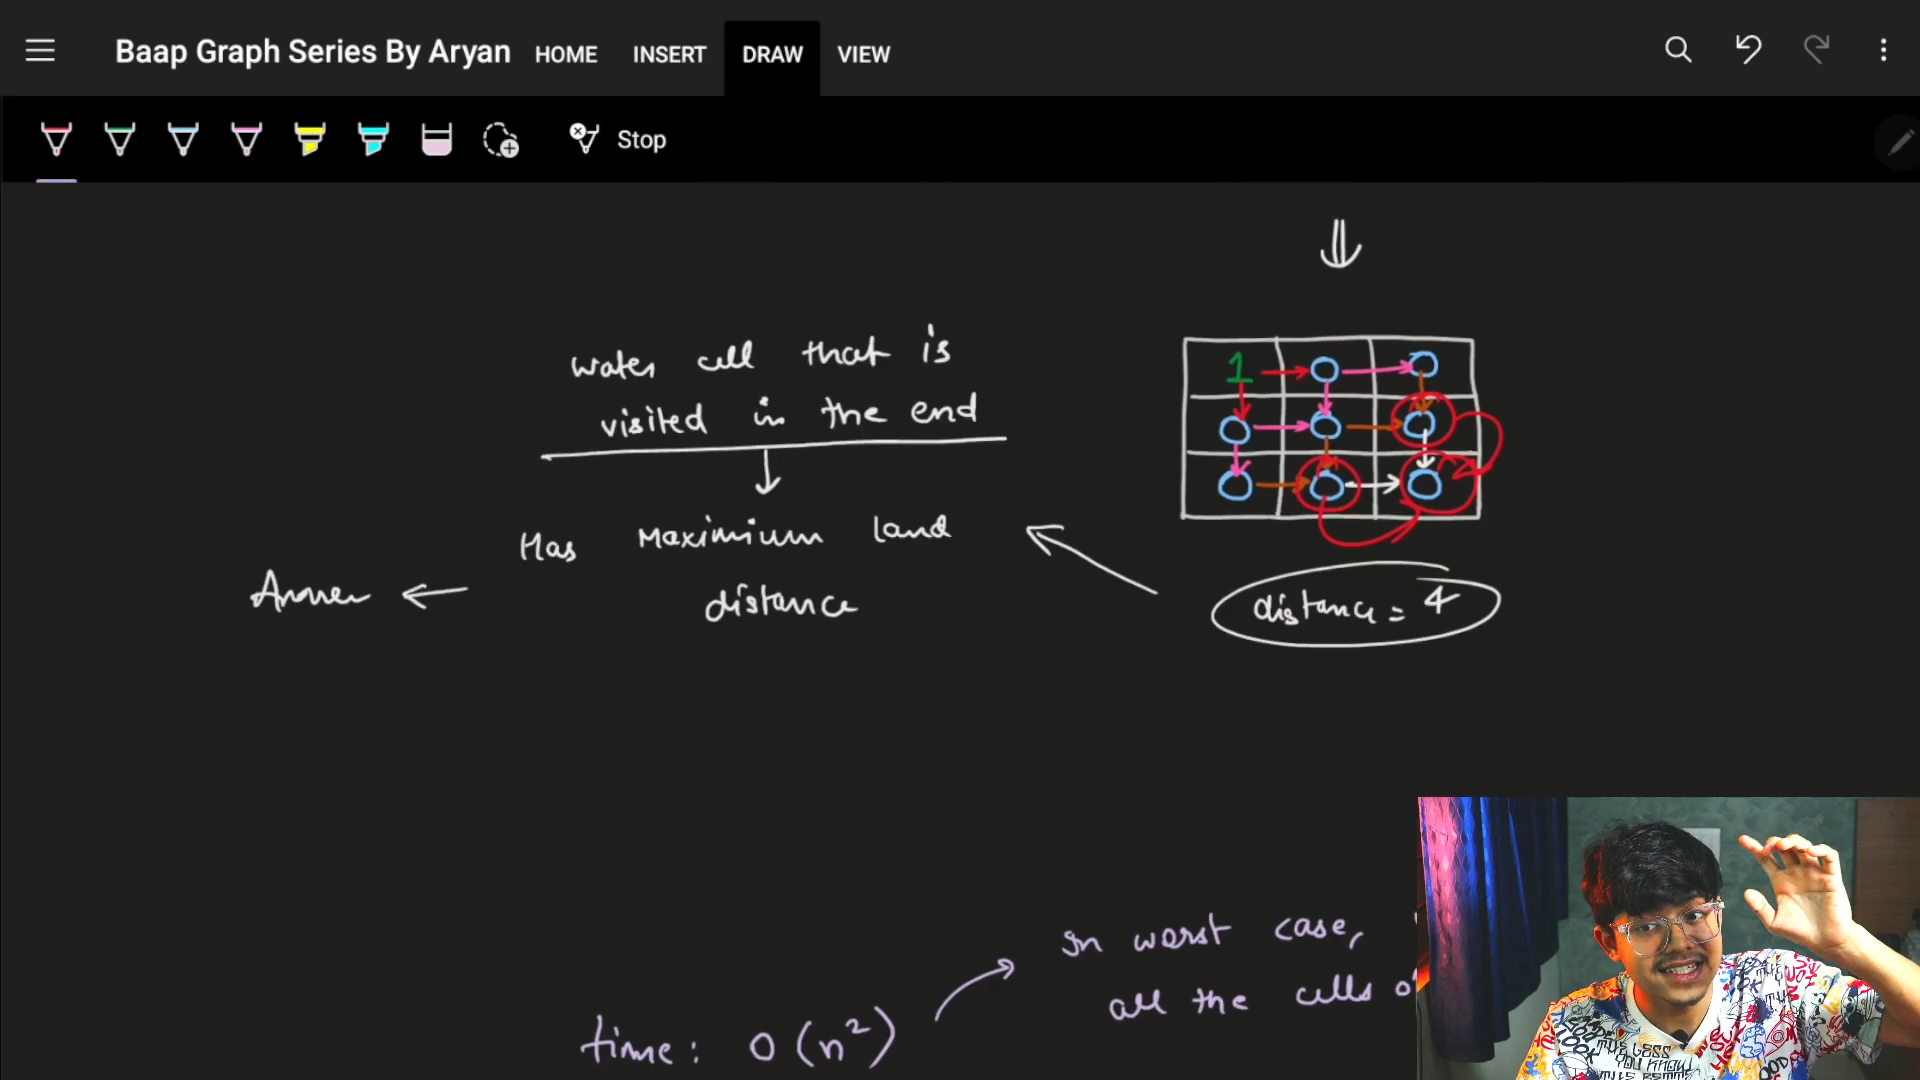 Baap Graph Series By Aryan HOME INSERT DRAW VIEW
Stop
water cell that is
visited in the end
Has Maximium land
distance
Answer
1
distance = 4
In worst case,
all the cells
time: O(n²)